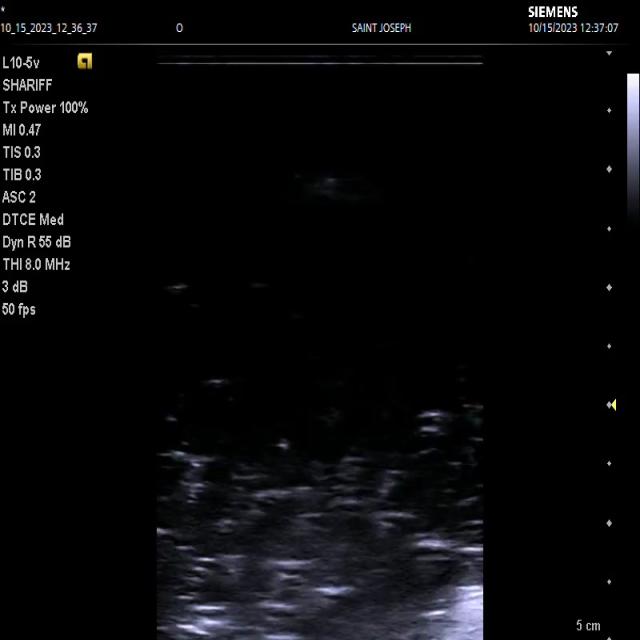 *
SIEMENS
10_15_2023_12_36_37 O SAINT JOSEPH 10/15/2023 12:37:07
L10-5v
SHARIFF
Tx Power 100%
MI 0.47
TIS 0.3
TIB 0.3
ASC 2
DTCE Med
Dyn R 55 dB
THI 8.0 MHz
3 dB
50 fps
5 cm